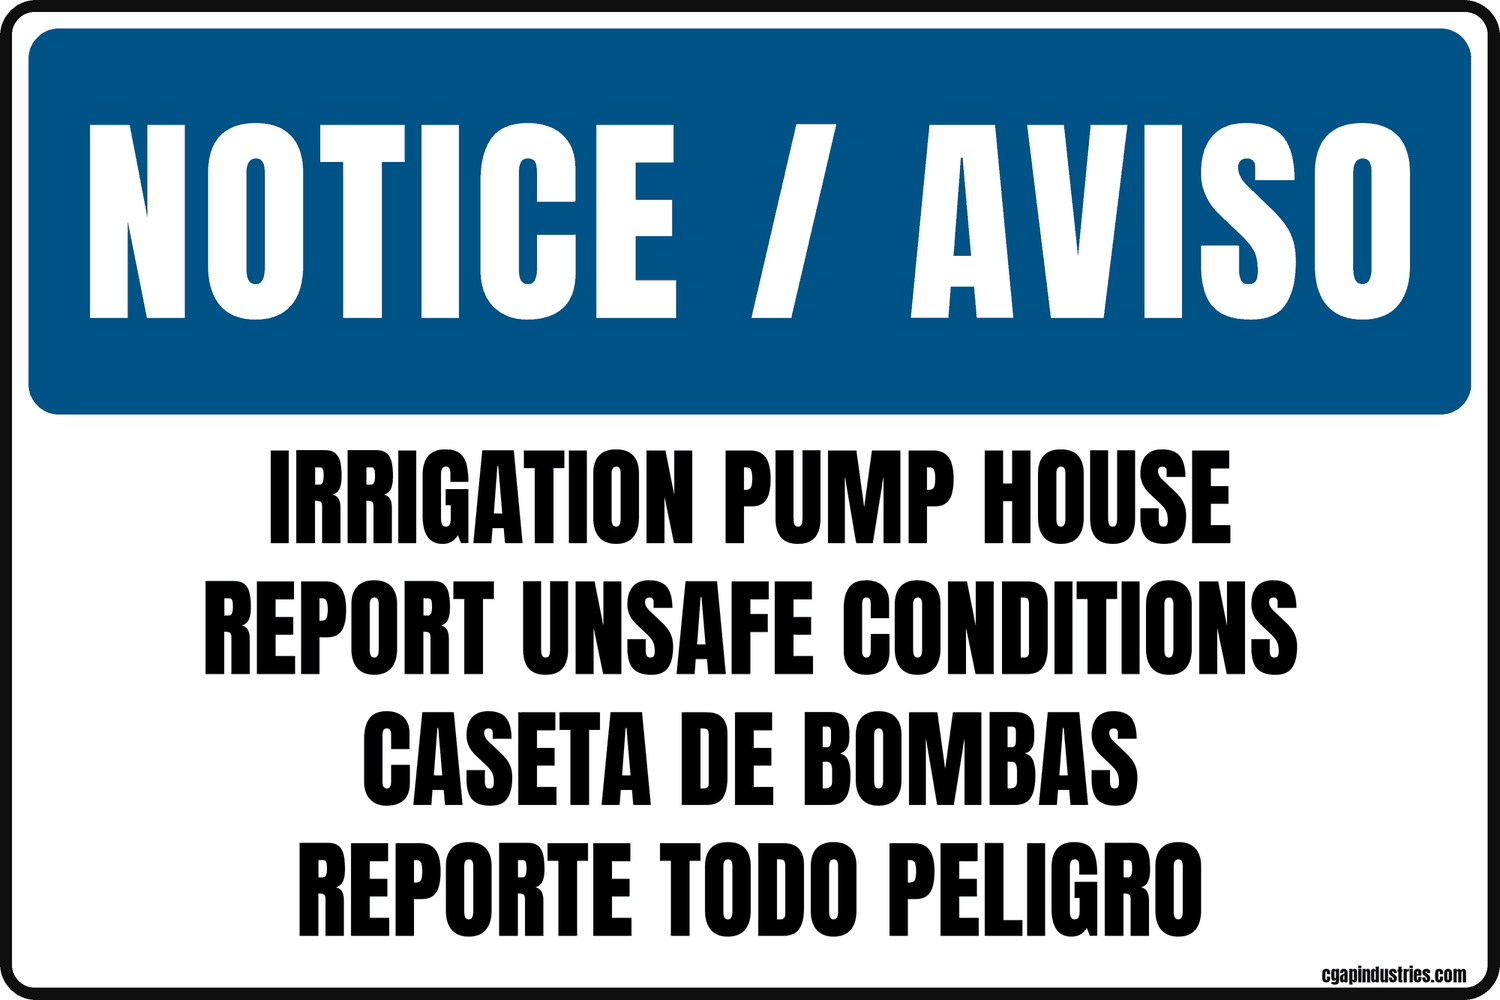 NOTICE / AVISO
IRRIGATION PUMP HOUSE
REPORT UNSAFE CONDITIONS
CASETA DE BOMBAS
REPORTE TODO PELIGRO
cgapindustries.com